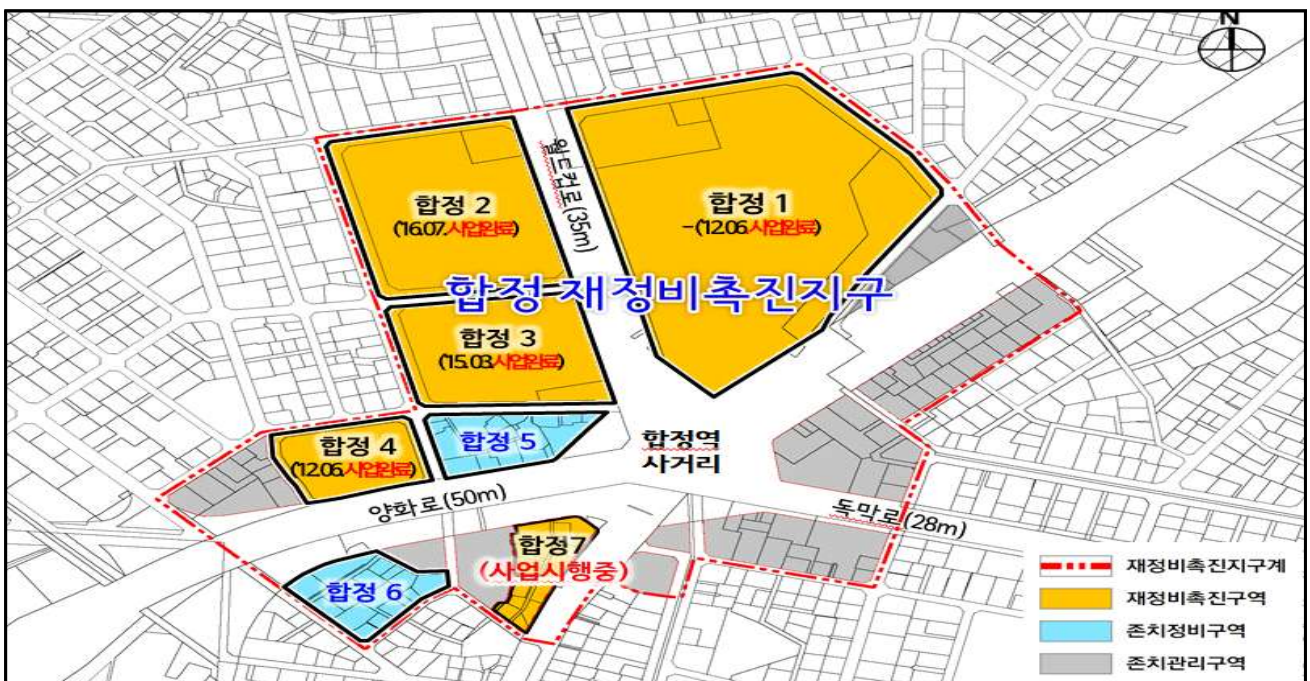 N
월드컵로(35m)
합정 2
('16.07.사업완료)
합정 1
-('12.06.사업완료)
합정 재정비촉진지구
합정 3
('15.03.사업완료)
합정 4
('12.06.사업완료)
합정 5
합정역
사거리
양화로(50m)
독막로(28m)
합정7
(사업시행중)
합정 6
재정비촉진지구계
재정비촉진구역
존치정비구역
존치관리구역